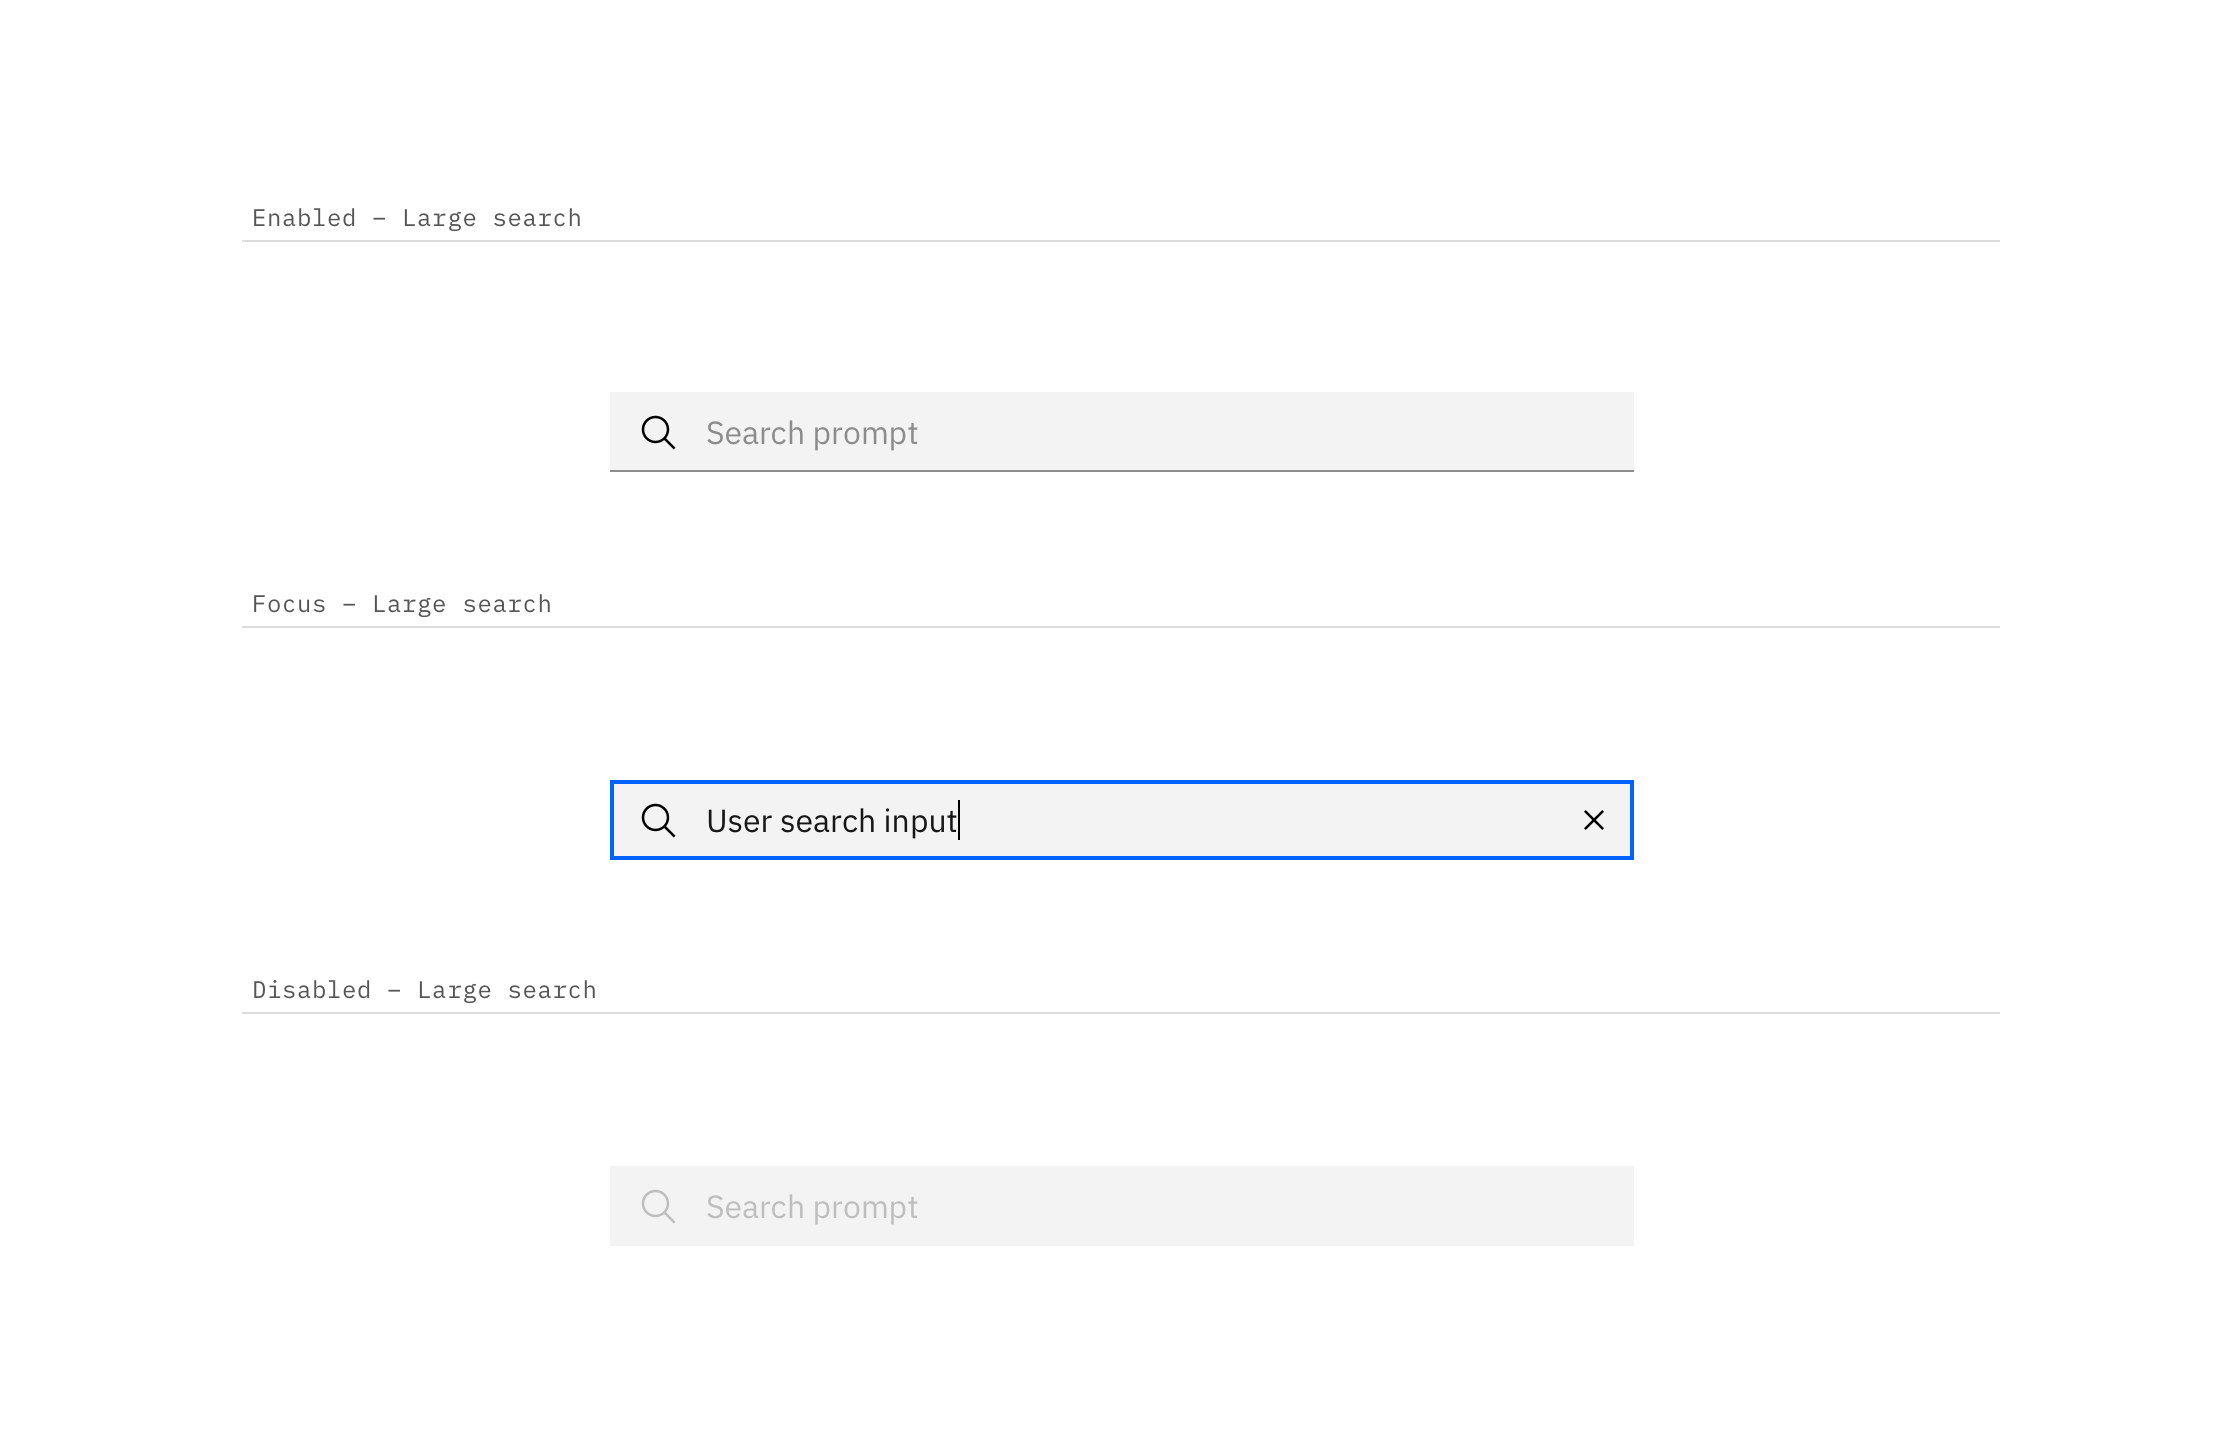 Enabled – Large search
Search prompt
Focus – Large search
User search input
Disabled – Large search
Search prompt